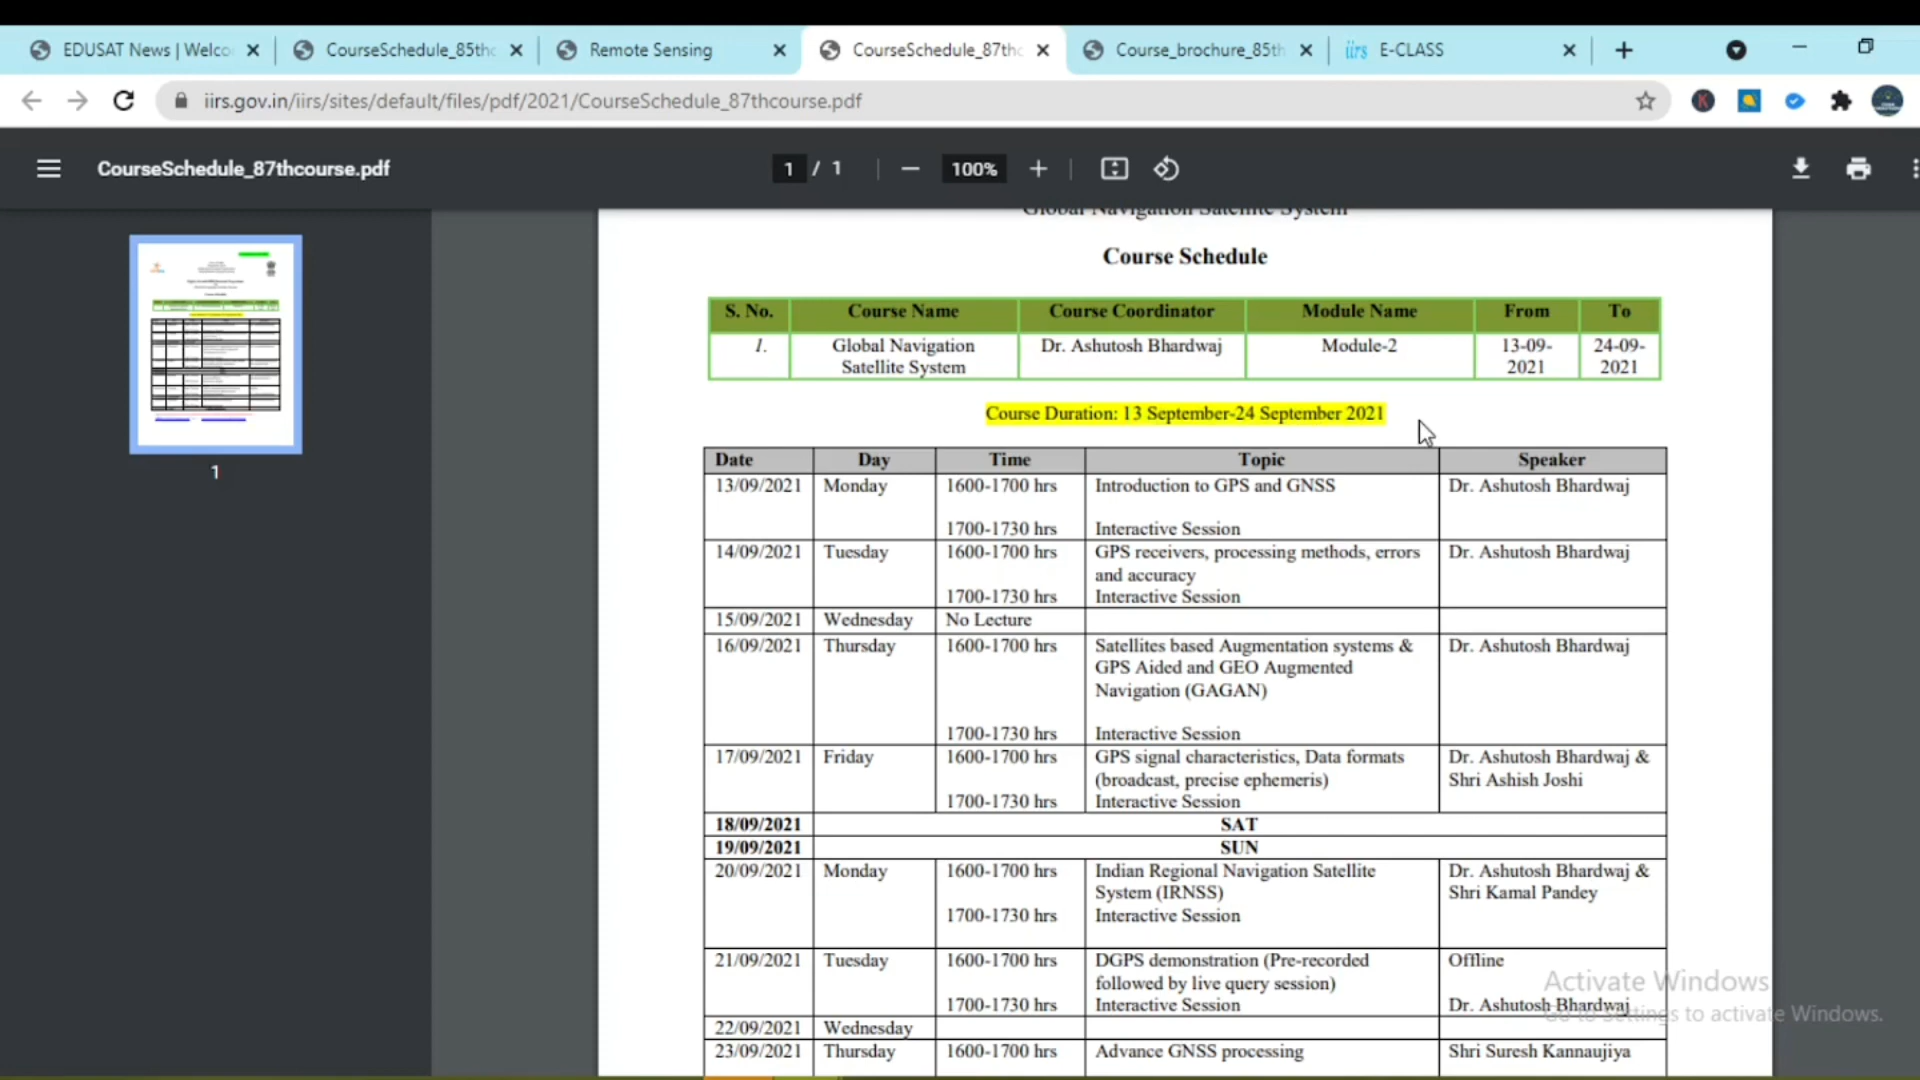 EDUSAT News | Welco
CourseSchedule_85th
Remote Sensing
CourseSchedule_87th
Course_brochure_85th
iirs E-CLASS
iirs.gov.in/iirs/sites/default/files/pdf/2021/CourseSchedule_87thcourse.pdf
CourseSchedule_87thcourse.pdf
1 / 1
100%
1
Global Navigation Satellite System
Course Schedule
S. No. Course Name Course Coordinator Module Name From To
1. Global Navigation Dr. Ashutosh Bhardwaj Module-2 13-09- 24-09-
Satellite System 2021 2021
Course Duration: 13 September-24 September 2021
Date Day Time Topic Speaker
13/09/2021 Monday 1600-1700 hrs Introduction to GPS and GNSS Dr. Ashutosh Bhardwaj
1700-1730 hrs Interactive Session
14/09/2021 Tuesday 1600-1700 hrs GPS receivers, processing methods, errors Dr. Ashutosh Bhardwaj
and accuracy
1700-1730 hrs Interactive Session
15/09/2021 Wednesday No Lecture
16/09/2021 Thursday 1600-1700 hrs Satellites based Augmentation systems & Dr. Ashutosh Bhardwaj
GPS Aided and GEO Augmented
Navigation (GAGAN)
1700-1730 hrs Interactive Session
17/09/2021 Friday 1600-1700 hrs GPS signal characteristics, Data formats Dr. Ashutosh Bhardwaj &
(broadcast, precise ephemeris) Shri Ashish Joshi
1700-1730 hrs Interactive Session
18/09/2021 SAT
19/09/2021 SUN
20/09/2021 Monday 1600-1700 hrs Indian Regional Navigation Satellite Dr. Ashutosh Bhardwaj &
System (IRNSS) Shri Kamal Pandey
1700-1730 hrs Interactive Session
21/09/2021 Tuesday 1600-1700 hrs DGPS demonstration (Pre-recorded Offline
followed by live query session)
1700-1730 hrs Interactive Session Dr. Ashutosh Bhardwaj
22/09/2021 Wednesday
23/09/2021 Thursday 1600-1700 hrs Advance GNSS processing Shri Suresh Kannaujiya
Activate Windows
Go to Settings to activate Windows.